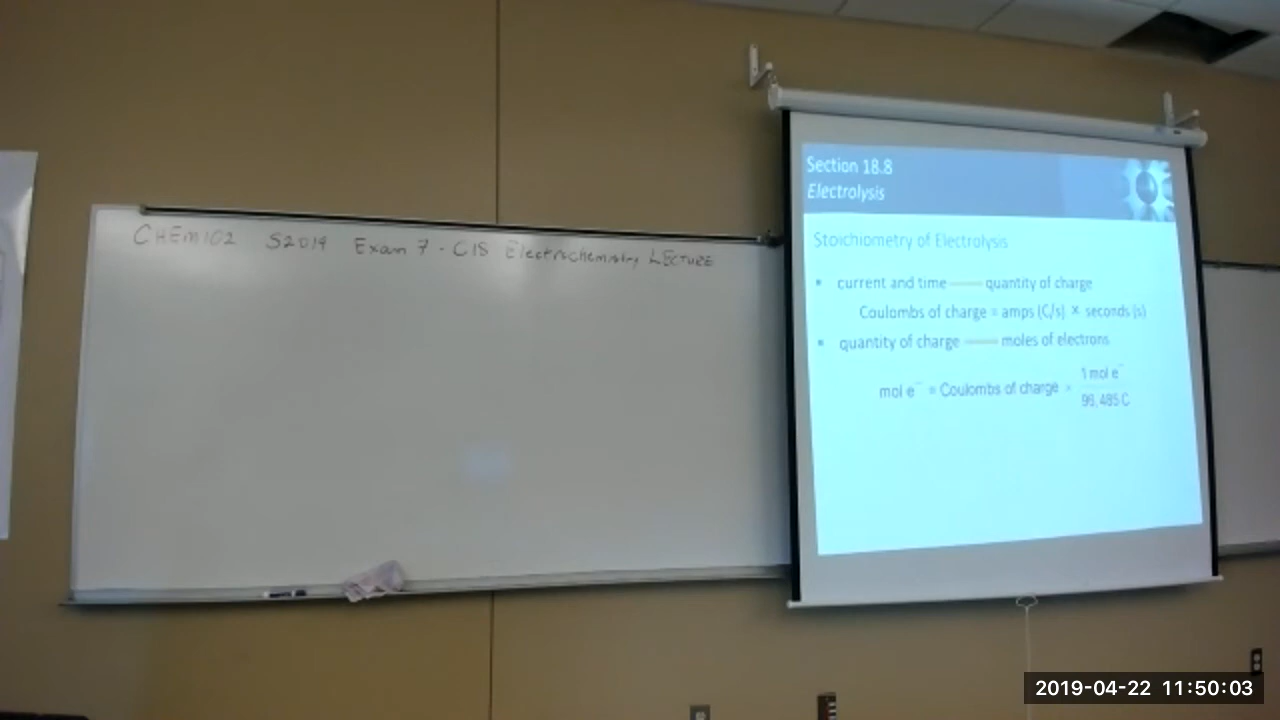 CHEM102 S2019 Exam 7 - C18 Electrochemistry LECTURE
Section 18.8
Electrolysis
Stoichiometry of Electrolysis
• current and time — quantity of charge
Coulombs of charge = amps (C/s) × seconds (s)
• quantity of charge — moles of electrons
mol e⁻ = Coulombs of charge × 1 mol e⁻ / 96,485 C
2019-04-22 11:50:03